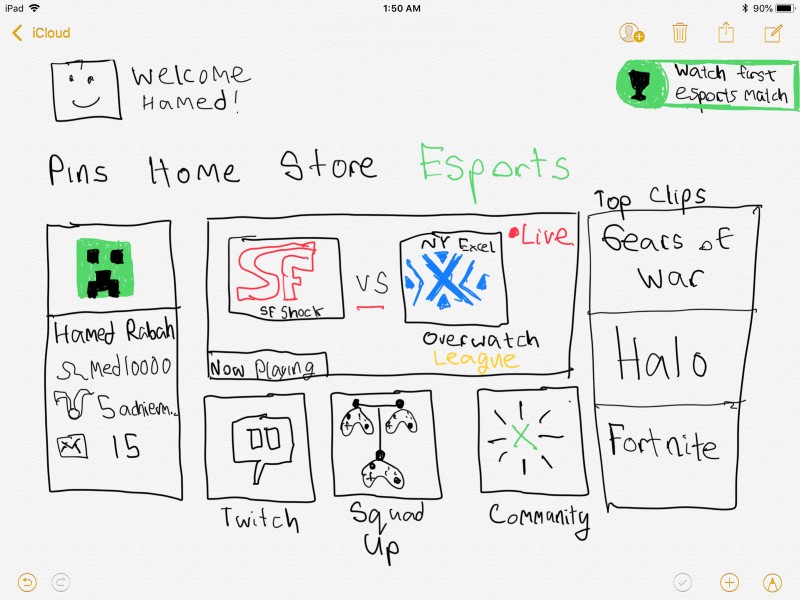 iPad
1:50 AM
90%
iCloud
Welcome
Hamed!
Watch first
esports match
Pins Home Store Esports
Top Clips
Gears of
War
Halo
Fortnite
Hamed Rabah
Med10000
5 achierm..
15
SF
SF Shock
VS
NY Excel
Live
Overwatch
League
Now Playing
Twitch
Squad
Up
X
Community